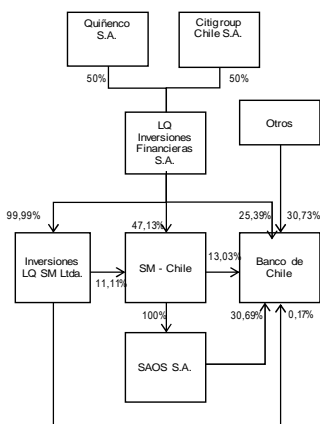 Quiñenco
S.A.
Citigroup
Chile S.A.
50%
50%
LQ
Inversiones
Financieras
S.A.
Otros
99,99%
47,13%
25,39%
30,73%
Inversiones
LQ SM Ltda.
11,11%
SM - Chile
13,03%
Banco de
Chile
100%
30,69%
0,17%
SAOS S.A.